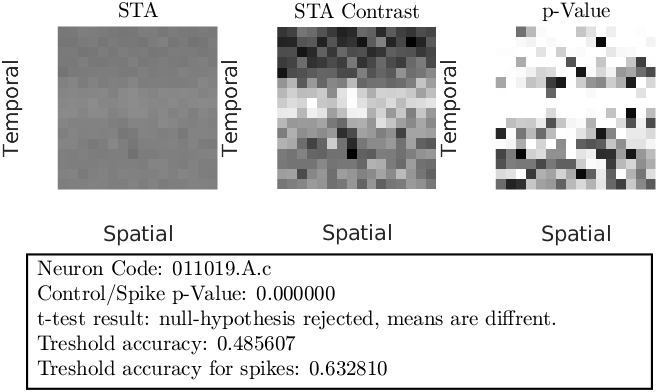 STA
STA Contrast
p-Value
Temporal
Temporal
Temporal
Spatial
Spatial
Spatial
Neuron Code: 011019.A.c
Control/Spike p-Value: 0.000000
t-test result: null-hypothesis rejected, means are diffrent.
Treshold accuracy: 0.485607
Treshold accuracy for spikes: 0.632810